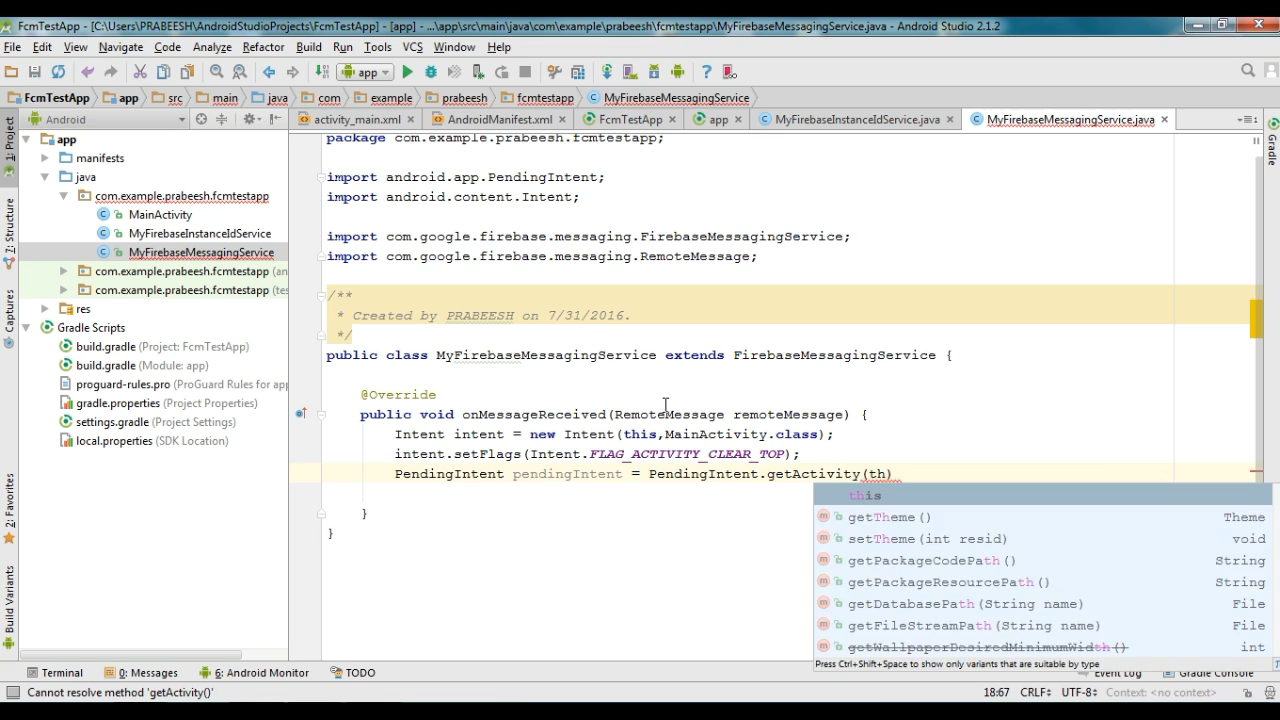 FcmTestApp - [C:\Users\PRABEESH\AndroidStudioProjects\FcmTestApp] - [app] - ...\app\src\main\java\com\example\prabeesh\fcmtestapp\MyFirebaseMessagingService.java - Android Studio 2.1.2
File Edit View Navigate Code Analyze Refactor Build Run Tools VCS Window Help
app
FcmTestApp app src main java com example prabeesh fcmtestapp MyFirebaseMessagingService
Android
activity_main.xml AndroidManifest.xml FcmTestApp app MyFirebaseInstanceIdService.java MyFirebaseMessagingService.java
1: Project
7: Structure
Captures
2: Favorites
Build Variants
app
manifests
java
com.example.prabeesh.fcmtestapp
MainActivity
MyFirebaseInstanceIdService
MyFirebaseMessagingService
com.example.prabeesh.fcmtestapp (an
com.example.prabeesh.fcmtestapp (te
res
Gradle Scripts
build.gradle (Project: FcmTestApp)
build.gradle (Module: app)
proguard-rules.pro (ProGuard Rules for app
gradle.properties (Project Properties)
settings.gradle (Project Settings)
local.properties (SDK Location)
package com.example.prabeesh.fcmtestapp;
import android.app.PendingIntent;
import android.content.Intent;
import com.google.firebase.messaging.FirebaseMessagingService;
import com.google.firebase.messaging.RemoteMessage;
/**
* Created by PRABEESH on 7/31/2016.
*/
public class MyFirebaseMessagingService extends FirebaseMessagingService {
@Override
public void onMessageReceived(RemoteMessage remoteMessage) {
Intent intent = new Intent(this,MainActivity.class);
intent.setFlags(Intent.FLAG_ACTIVITY_CLEAR_TOP);
PendingIntent pendingIntent = PendingIntent.getActivity(th)
}
}
this
getTheme() Theme
setTheme(int resid) void
getPackageCodePath() String
getPackageResourcePath() String
getDatabasePath(String name) File
getFileStreamPath(String name) File
getWallpaperDesiredMinimumWidth() int
Press Ctrl+Shift+Space to show only variants that are suitable by type
Gradle
Terminal 0: Messages 6: Android Monitor TODO Event Log Gradle Console
Cannot resolve method 'getActivity()' 18:67 CRLF UTF-8 Context: <no context>